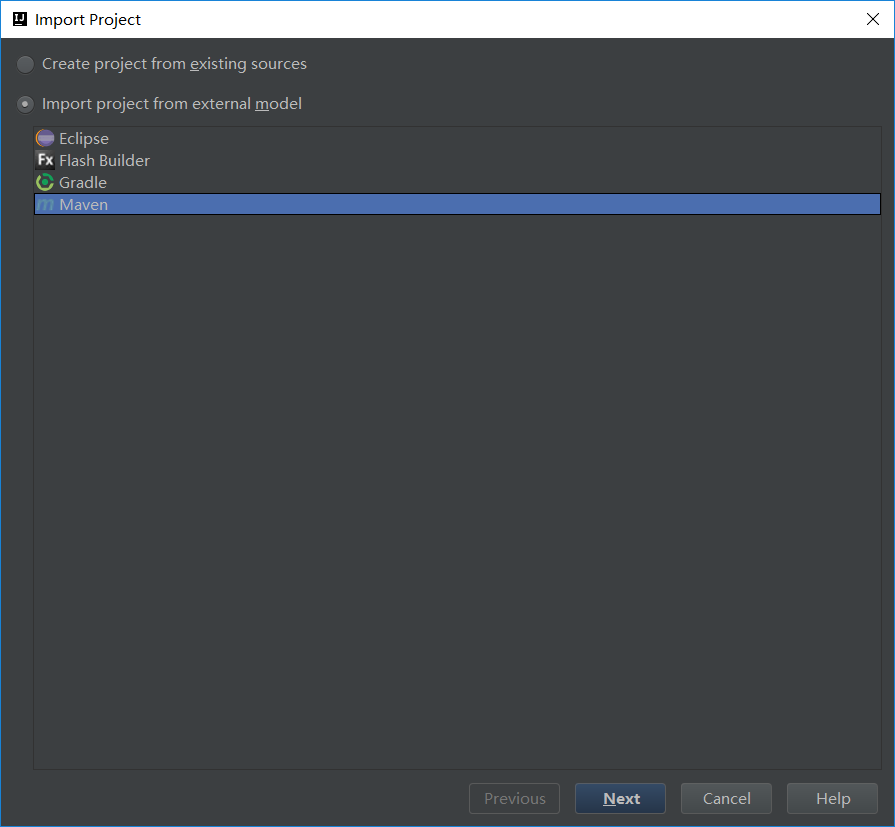 IJ Import Project
Create project from existing sources
Import project from external model
Eclipse
Fx Flash Builder
Gradle
m Maven
Previous Next Cancel Help